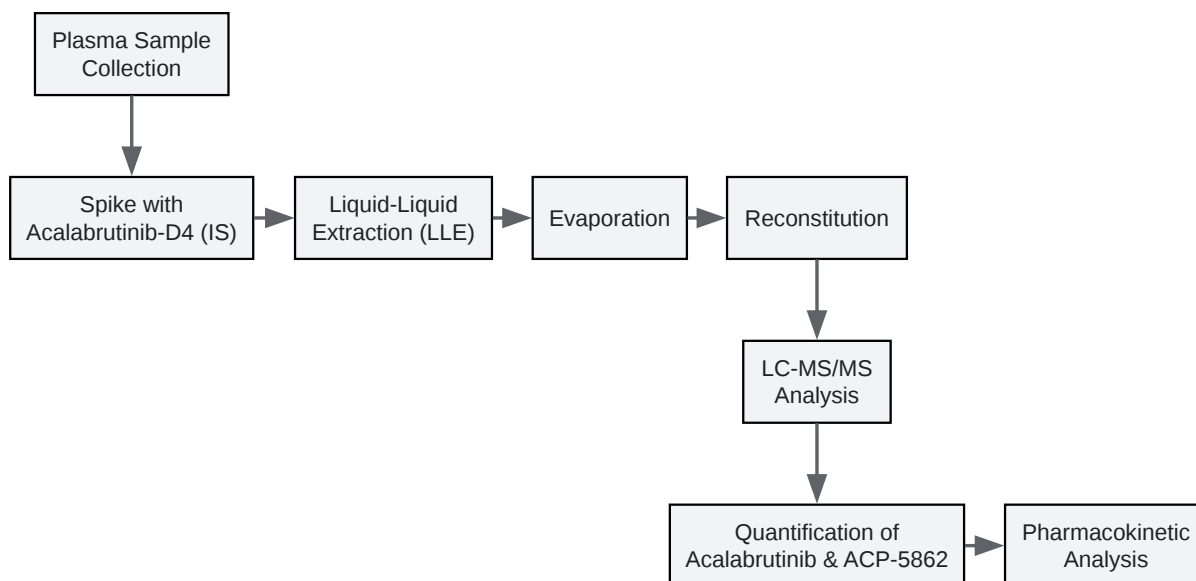 Plasma Sample
Collection
Spike with
Acalabrutinib-D4 (IS)
Liquid-Liquid
Extraction (LLE)
Evaporation
Reconstitution
LC-MS/MS
Analysis
Quantification of
Acalabrutinib & ACP-5862
Pharmacokinetic
Analysis